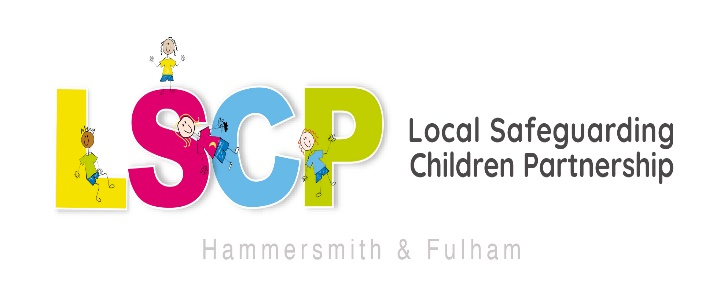 LSCP
Local Safeguarding
Children Partnership
Hammersmith & Fulham